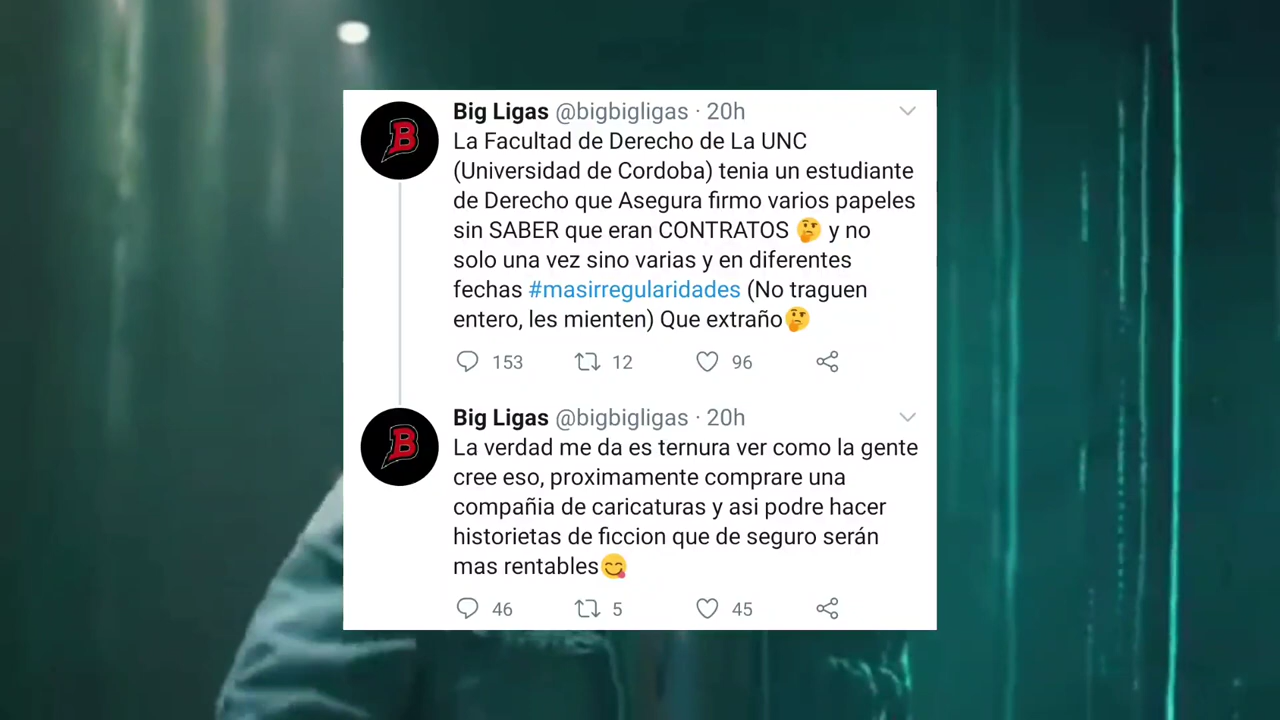 Big Ligas @bigbigligas · 20h
La Facultad de Derecho de La UNC
(Universidad de Cordoba) tenia un estudiante
de Derecho que Asegura firmo varios papeles
sin SABER que eran CONTRATOS 🤔 y no
solo una vez sino varias y en diferentes
fechas #masirregularidades (No traguen
entero, les mienten) Que extraño🤔
153 12 96
Big Ligas @bigbigligas · 20h
La verdad me da es ternura ver como la gente
cree eso, proximamente comprare una
compañia de caricaturas y asi podre hacer
historietas de ficcion que de seguro serán
mas rentables😋
46 5 45